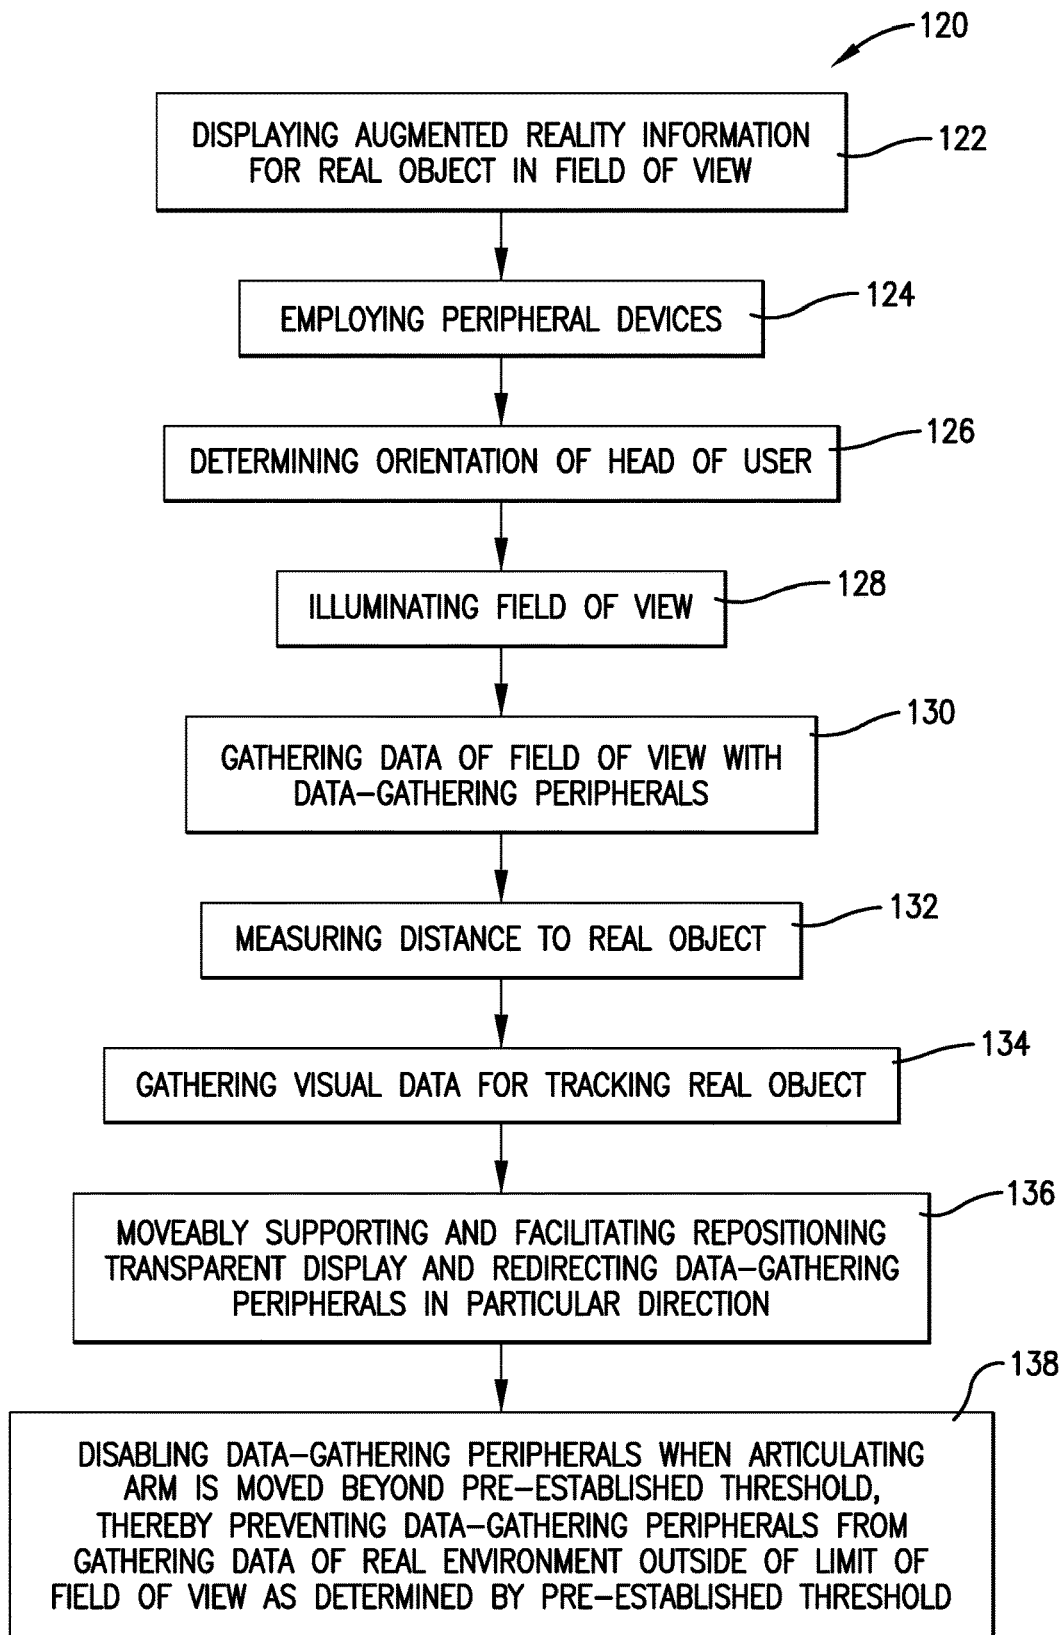 120
DISPLAYING AUGMENTED REALITY INFORMATION
FOR REAL OBJECT IN FIELD OF VIEW
122
EMPLOYING PERIPHERAL DEVICES
124
DETERMINING ORIENTATION OF HEAD OF USER
126
ILLUMINATING FIELD OF VIEW
128
GATHERING DATA OF FIELD OF VIEW WITH
DATA-GATHERING PERIPHERALS
130
MEASURING DISTANCE TO REAL OBJECT
132
GATHERING VISUAL DATA FOR TRACKING REAL OBJECT
134
MOVEABLY SUPPORTING AND FACILITATING REPOSITIONING
TRANSPARENT DISPLAY AND REDIRECTING DATA-GATHERING
PERIPHERALS IN PARTICULAR DIRECTION
136
DISABLING DATA-GATHERING PERIPHERALS WHEN ARTICULATING
ARM IS MOVED BEYOND PRE-ESTABLISHED THRESHOLD,
THEREBY PREVENTING DATA-GATHERING PERIPHERALS FROM
GATHERING DATA OF REAL ENVIRONMENT OUTSIDE OF LIMIT OF
FIELD OF VIEW AS DETERMINED BY PRE-ESTABLISHED THRESHOLD
138